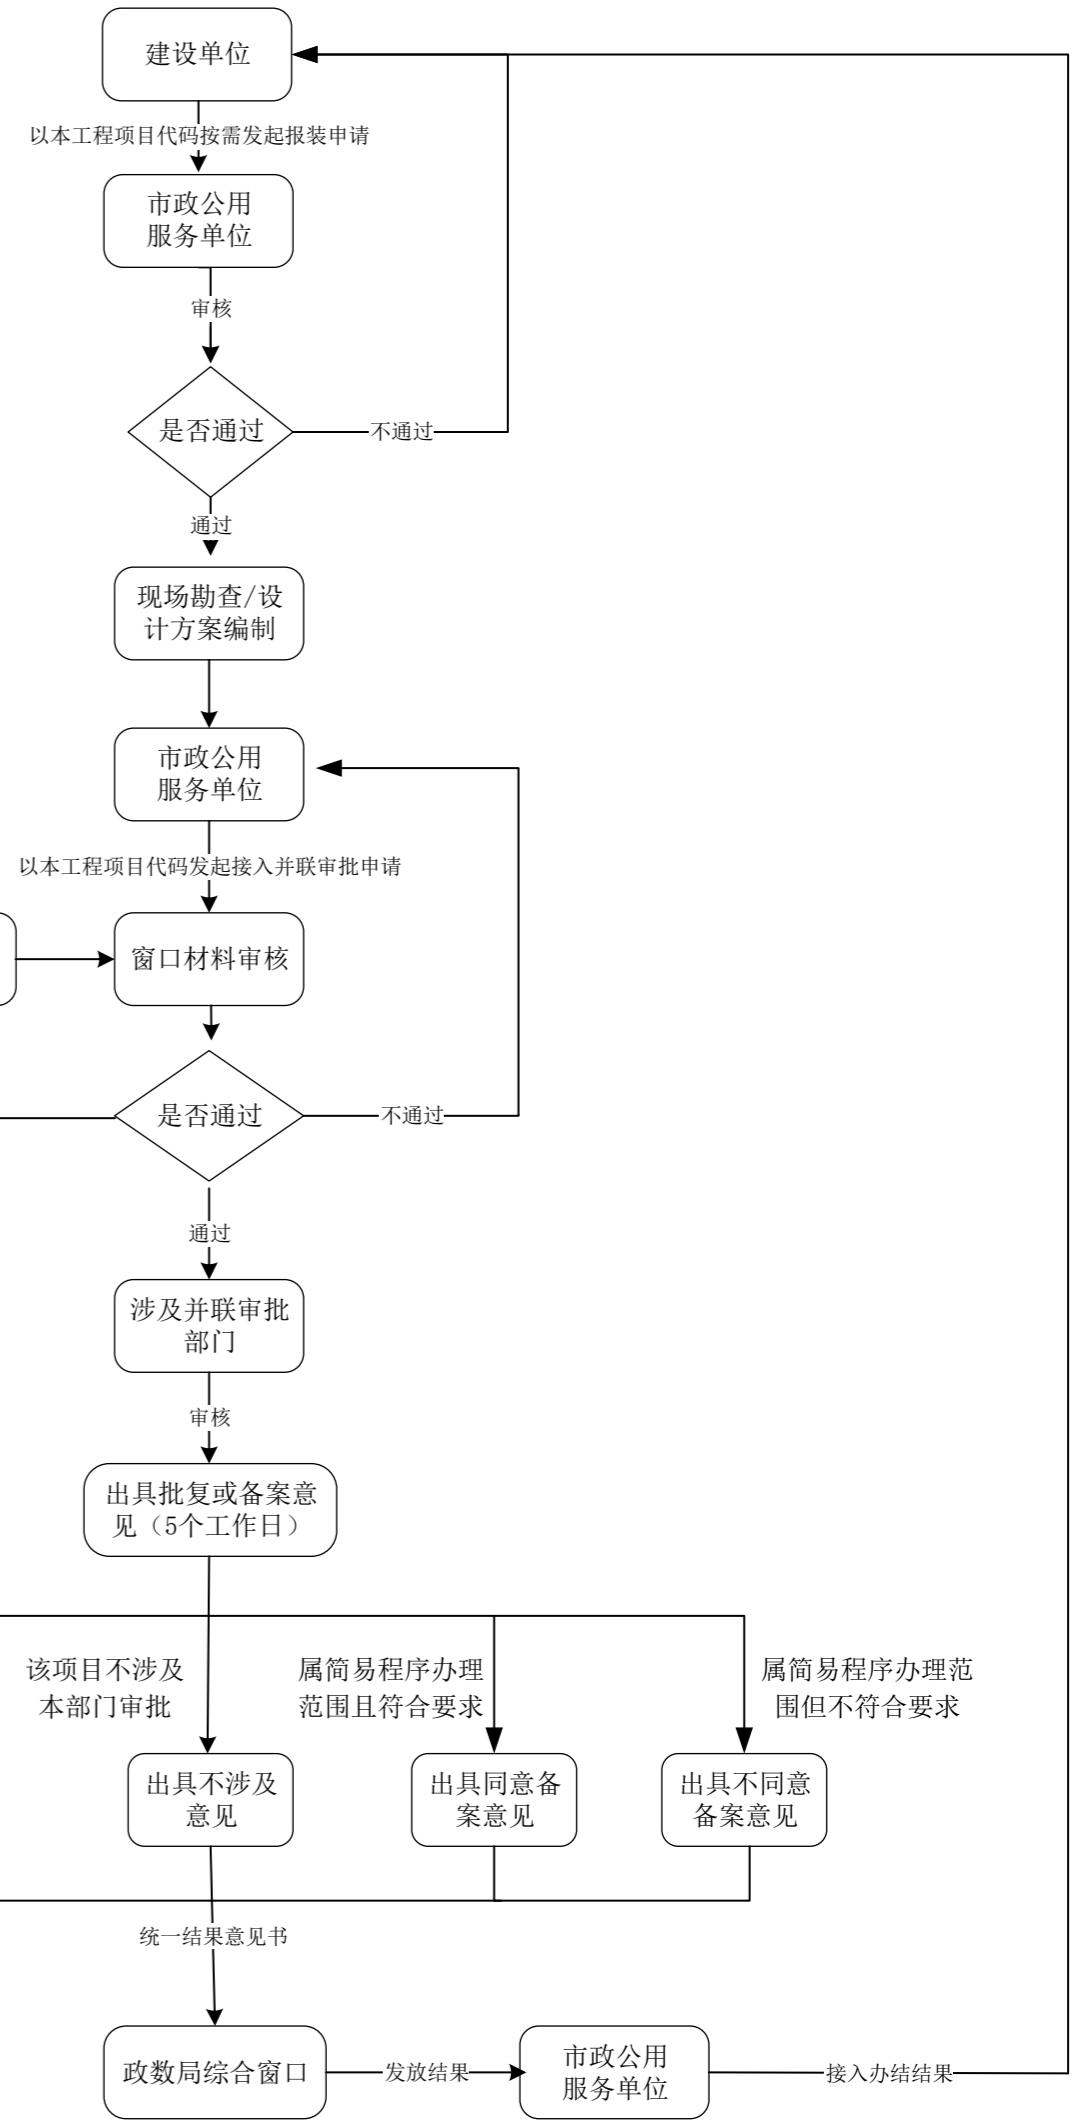 建设单位
以本工程项目代码按需发起报装申请
市政公用
服务单位
审核
是否通过
不通过
通过
现场勘查/设
计方案编制
市政公用
服务单位
以本工程项目代码发起接入并联审批申请
窗口材料审核
是否通过
不通过
通过
涉及并联审批
部门
审核
出具批复或备案意
见（5个工作日）
该项目不涉及
本部门审批
属简易程序办理
范围且符合要求
属简易程序办理范
围但不符合要求
出具不涉及
意见
出具同意备
案意见
出具不同意
备案意见
统一结果意见书
政数局综合窗口
发放结果
市政公用
服务单位
接入办结结果